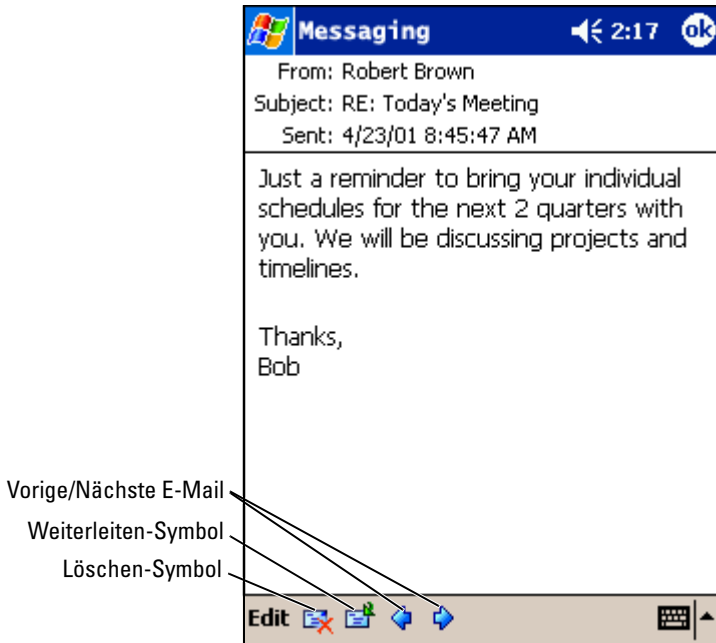 Messaging 2:17 ok
From: Robert Brown
Subject: RE: Today's Meeting
Sent: 4/23/01 8:45:47 AM
Just a reminder to bring your individual
schedules for the next 2 quarters with
you. We will be discussing projects and
timelines.
Thanks,
Bob
Vorige/Nächste E-Mail
Weiterleiten-Symbol
Löschen-Symbol
Edit